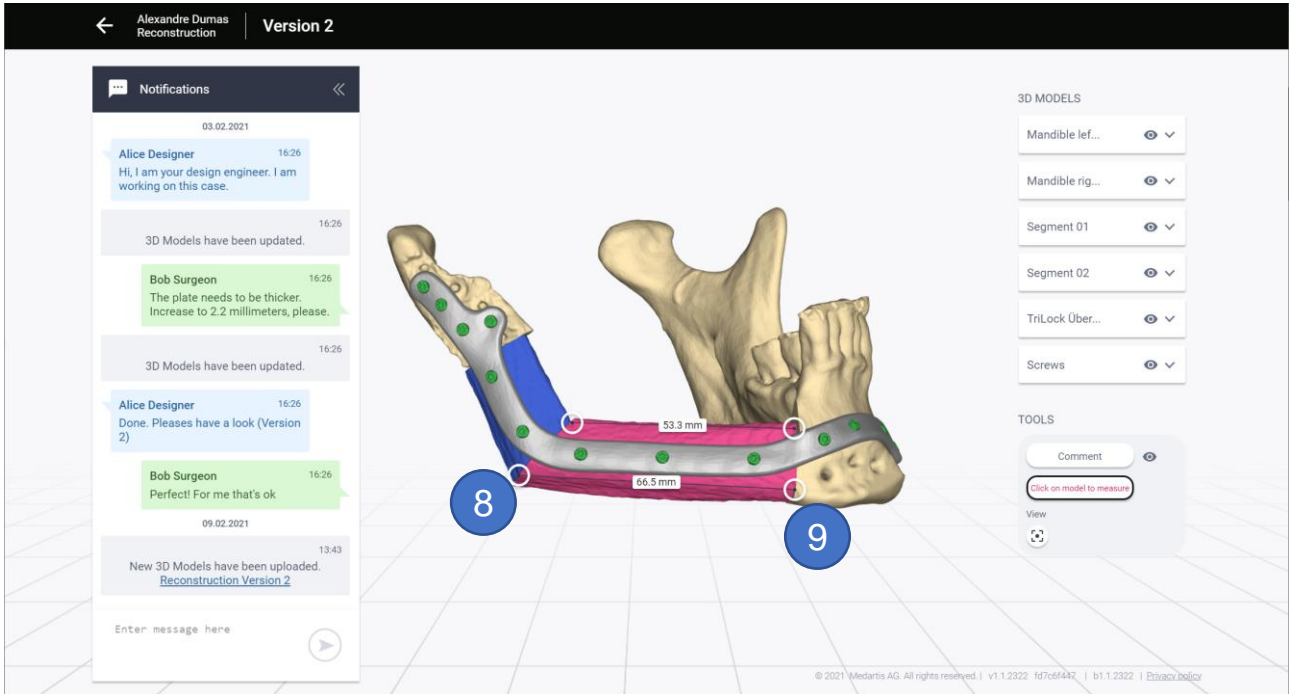 Alexandre Dumas
Reconstruction
Version 2
Notifications
03.02.2021
Alice Designer 16:26
Hi, I am your design engineer. I am
working on this case.
16:26
3D Models have been updated.
Bob Surgeon 16:26
The plate needs to be thicker.
Increase to 2.2 millimeters, please.
16:26
3D Models have been updated.
Alice Designer 16:26
Done. Pleases have a look (Version
2)
Bob Surgeon 16:26
Perfect! For me that's ok
09.02.2021
13:43
New 3D Models have been uploaded.
Reconstruction Version 2
Enter message here
53.3 mm
66.5 mm
8
9
3D MODELS
Mandible lef...
Mandible rig...
Segment 01
Segment 02
TriLock Über...
Screws
TOOLS
Comment
Click on model to measure
View
© 2021 Medartis AG. All rights reserved. | v1.1.2322 fd7c6f447 | b1.1.2322 | Privacy policy